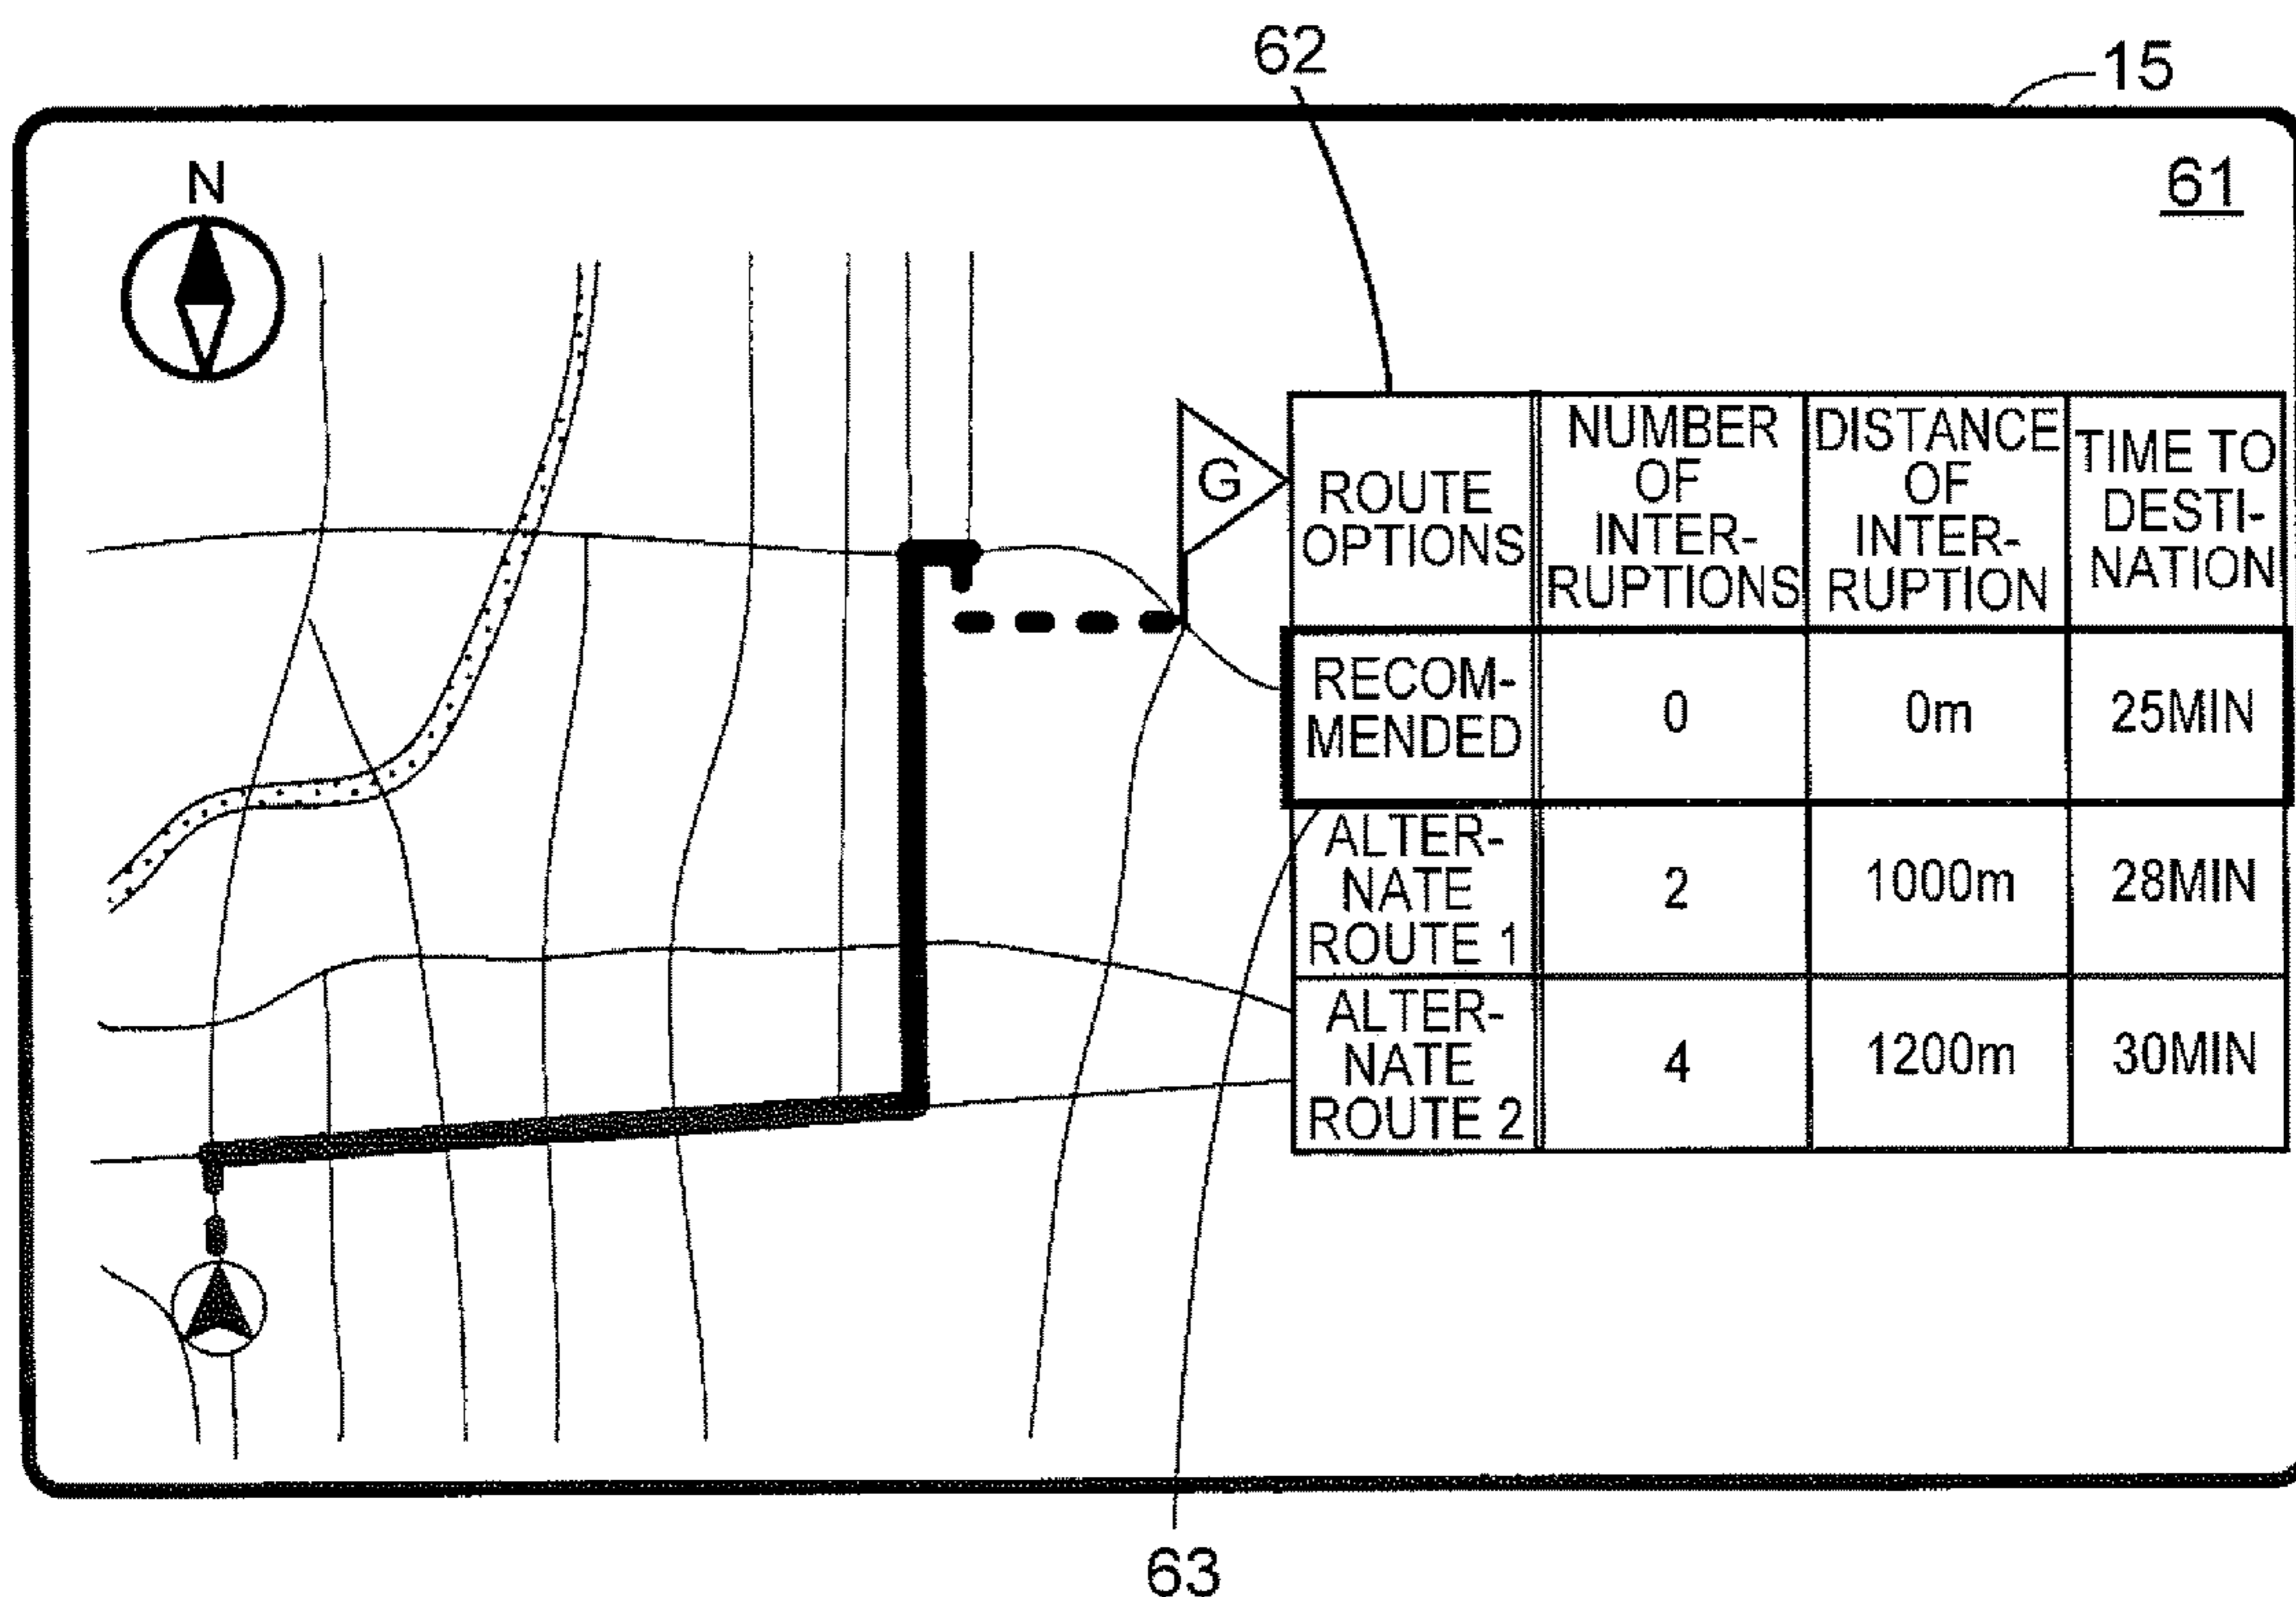 62
15
N
61
G
ROUTE
OPTIONS
NUMBER
OF
INTER-
RUPTIONS
DISTANCE
OF
INTER-
RUPTION
TIME TO
DESTI-
NATION
RECOM-
MENDED
0
0m
25MIN
ALTER-
NATE
ROUTE 1
2
1000m
28MIN
ALTER-
NATE
ROUTE 2
4
1200m
30MIN
63